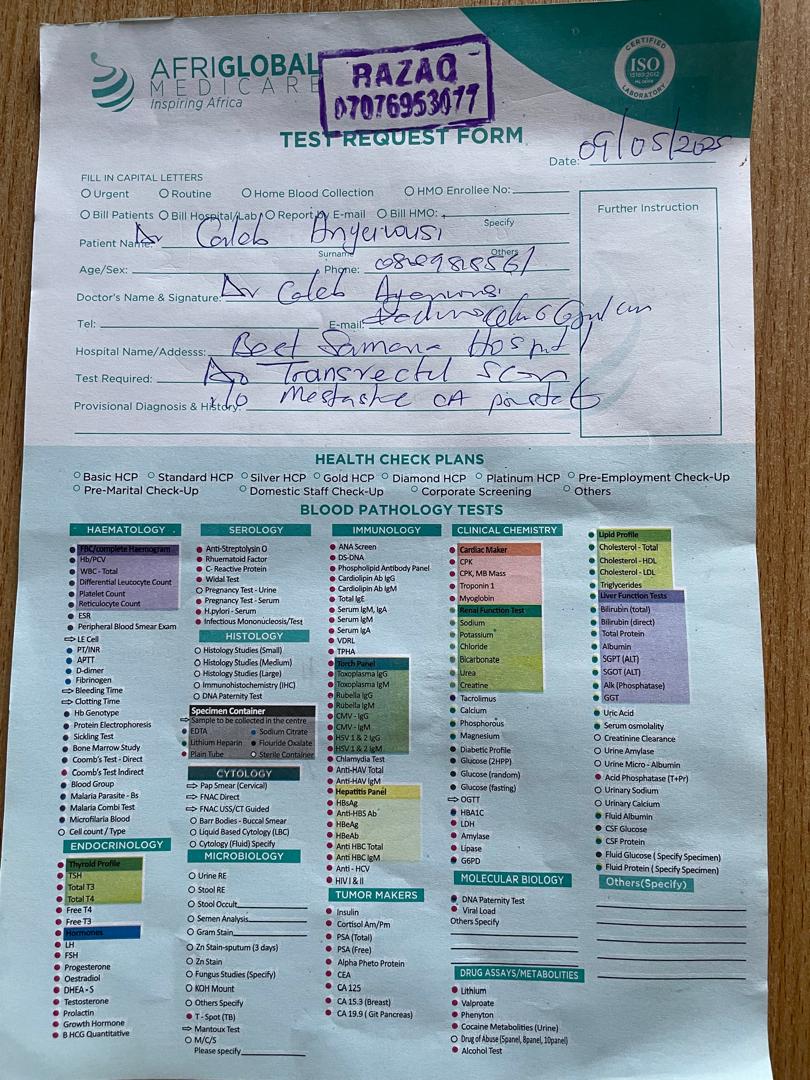 AFRIGLOBAL
MEDICARE
Inspiring Africa
RAZAQ
07076953077
CERTIFIED
ISO
15189:2012
LABORATORY
TEST REQUEST FORM
Date: 09/05/2025
FILL IN CAPITAL LETTERS
Urgent Routine Home Blood Collection HMO Enrollee No:
Bill Patients Bill Hospital/Lab Report by E-mail Bill HMO:
Specify
Further Instruction
Patient Name: Dr Caleb
Surname Others
Age/Sex: Phone:
Doctor's Name & Signature: Dr Caleb
Tel: E-mail:
Hospital Name/Addesss:
Test Required: Transrectal Scan
Provisional Diagnosis & History:
HEALTH CHECK PLANS
Basic HCP Standard HCP Silver HCP Gold HCP Diamond HCP Platinum HCP Pre-Employment Check-Up
Pre-Marital Check-Up Domestic Staff Check-Up Corporate Screening Others
BLOOD PATHOLOGY TESTS
HAEMATOLOGY
FBC/complete Haemogram
Hb/PCV
WBC - Total
Differential Leucocyte Count
Platelet Count
Reticulocyte Count
ESR
Peripheral Blood Smear Exam
LE Cell
PT/INR
APTT
D-dimer
Fibrinogen
Bleeding Time
Clotting Time
Hb Genotype
Protein Electrophoresis
Sickling Test
Bone Marrow Study
Coomb's Test - Direct
Coomb's Test Indirect
Blood Group
Malaria Parasite - Bs
Malaria Combi Test
Microfilaria Blood
Cell count / Type
ENDOCRINOLOGY
Thyroid Profile
TSH
Total T3
Total T4
Free T4
Free T3
Hormones
LH
FSH
Progesterone
Oestradiol
DHEA - S
Testosterone
Prolactin
Growth Hormone
B HCG Quantitative
SEROLOGY
Anti-Streptolysin O
Rhuematoid Factor
C- Reactive Protein
Widal Test
Pregnancy Test - Urine
Pregnancy Test - Serum
H.pylori - Serum
Infectious Mononucleosis/Test
HISTOLOGY
Histology Studies (Small)
Histology Studies (Medium)
Histology Studies (Large)
Immunohistochemistry (IHC)
DNA Paternity Test
Specimen Container
Sample to be collected in the centre
EDTA Sodium Citrate
Lithium Heparin Flouride Oxalate
Plain Tube Sterile Container
CYTOLOGY
Pap Smear (Cervical)
FNAC Direct
FNAC USS/CT Guided
Barr Bodies - Buccal Smear
Liquid Based Cytology (LBC)
Cytology (Fluid) Specify
MICROBIOLOGY
Urine RE
Stool RE
Stool Occult
Semen Analysis
Gram Stain
Zn Stain-sputum (3 days)
Zn Stain
Fungus Studies (Specify)
KOH Mount
Others Specify
T - Spot (TB)
Mantoux Test
M/C/S
Please specify
IMMUNOLOGY
ANA Screen
DS-DNA
Phospholipid Antibody Panel
Cardiolipin Ab IgG
Cardiolipin Ab IgM
Total IgE
Serum IgM, IgA
Serum IgM
Serum IgA
VDRL
TPHA
Torch Panel
Toxoplasma IgG
Toxoplasma IgM
Rubella IgG
Rubella IgM
CMV - IgG
CMV - IgM
HSV 1 & 2 IgG
HSV 1 & 2 IgM
Chlamydia Test
Anti-HAV Total
Anti-HAV IgM
Hepatitis Panel
HBsAg
Anti-HBS Ab
HBeAg
HBeAb
Anti HBC Total
Anti HBC IgM
Anti - HCV
HIV I & II
TUMOR MAKERS
Insulin
Cortisol Am/Pm
PSA (Total)
PSA (Free)
Alpha Pheto Protein
CEA
CA 125
CA 15.3 (Breast)
CA 19.9 ( Git Pancreas)
CLINICAL CHEMISTRY
Cardiac Maker
CPK
CPK, MB Mass
Troponin 1
Myoglobin
Renal Function Test
Sodium
Potassium
Chloride
Bicarbonate
Urea
Creatine
Tacrolimus
Calcium
Phosphorous
Magnesium
Diabetic Profile
Glucose (2HPP)
Glucose (random)
Glucose (fasting)
OGTT
HBA1C
LDH
Amylase
Lipase
G6PD
MOLECULAR BIOLOGY
DNA Paternity Test
Viral Load
Others Specify
DRUG ASSAYS/METABOLITIES
Lithium
Valproate
Phenyton
Cocaine Metabolities (Urine)
Drug of Abuse (5panel, 8panel, 10panel)
Alcohol Test
Lipid Profile
Cholesterol - Total
Cholesterol - HDL
Cholesterol - LDL
Triglycerides
Liver Function Tests
Bilirubin (total)
Bilirubin (direct)
Total Protein
Albumin
SGPT (ALT)
SGOT (ALT)
Alk (Phosphatase)
GGT
Uric Acid
Serum osmolality
Creatinine Clearance
Urine Amylase
Urine Micro - Albumin
Acid Phosphatase (T+Pr)
Urinary Sodium
Urinary Calcium
Fluid Albumin
CSF Glucose
CSF Protein
Fluid Glucose ( Specify Specimen)
Fluid Protein ( Specify Specimen)
Others(Specify)